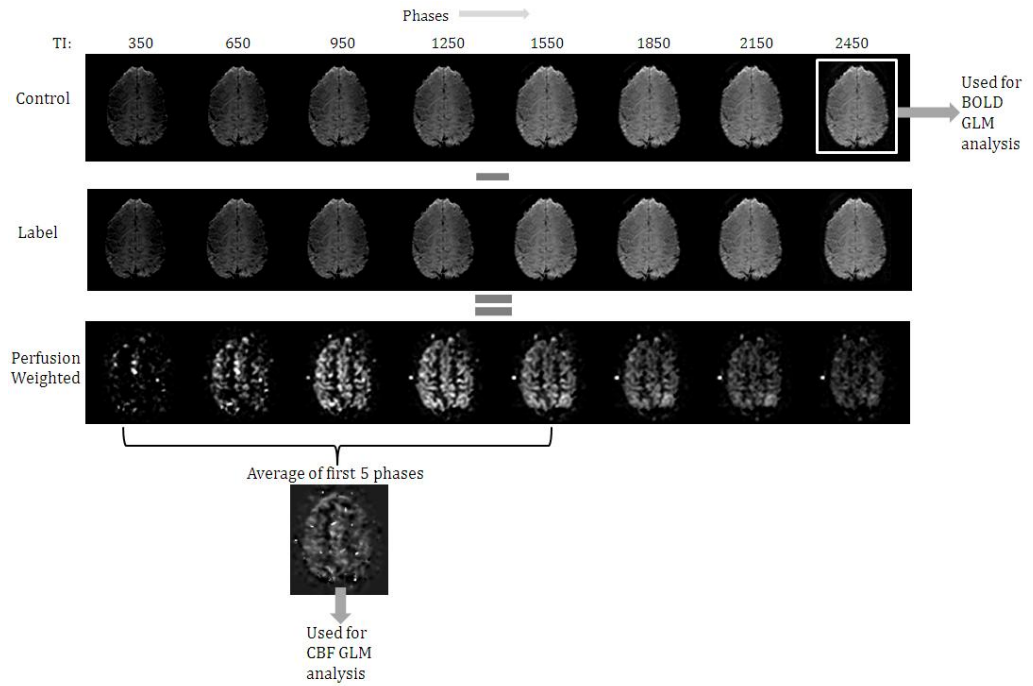 Phases
TI: 350 650 950 1250 1550 1850 2150 2450
Control
Used for
BOLD
GLM
analysis
Label
Perfusion
Weighted
Average of first 5 phases
Used for
CBF GLM
analysis